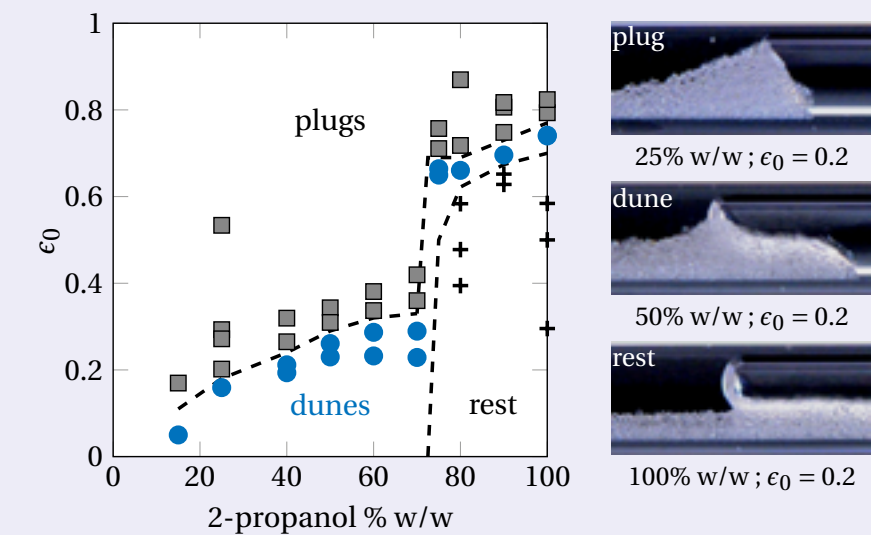 1
0.8
0.6
0.4
0.2
0
ϵ₀
plugs
dunes
rest
0 20 40 60 80 100
2-propanol % w/w
plug
25% w/w ; ϵ₀ = 0.2
dune
50% w/w ; ϵ₀ = 0.2
rest
100% w/w ; ϵ₀ = 0.2